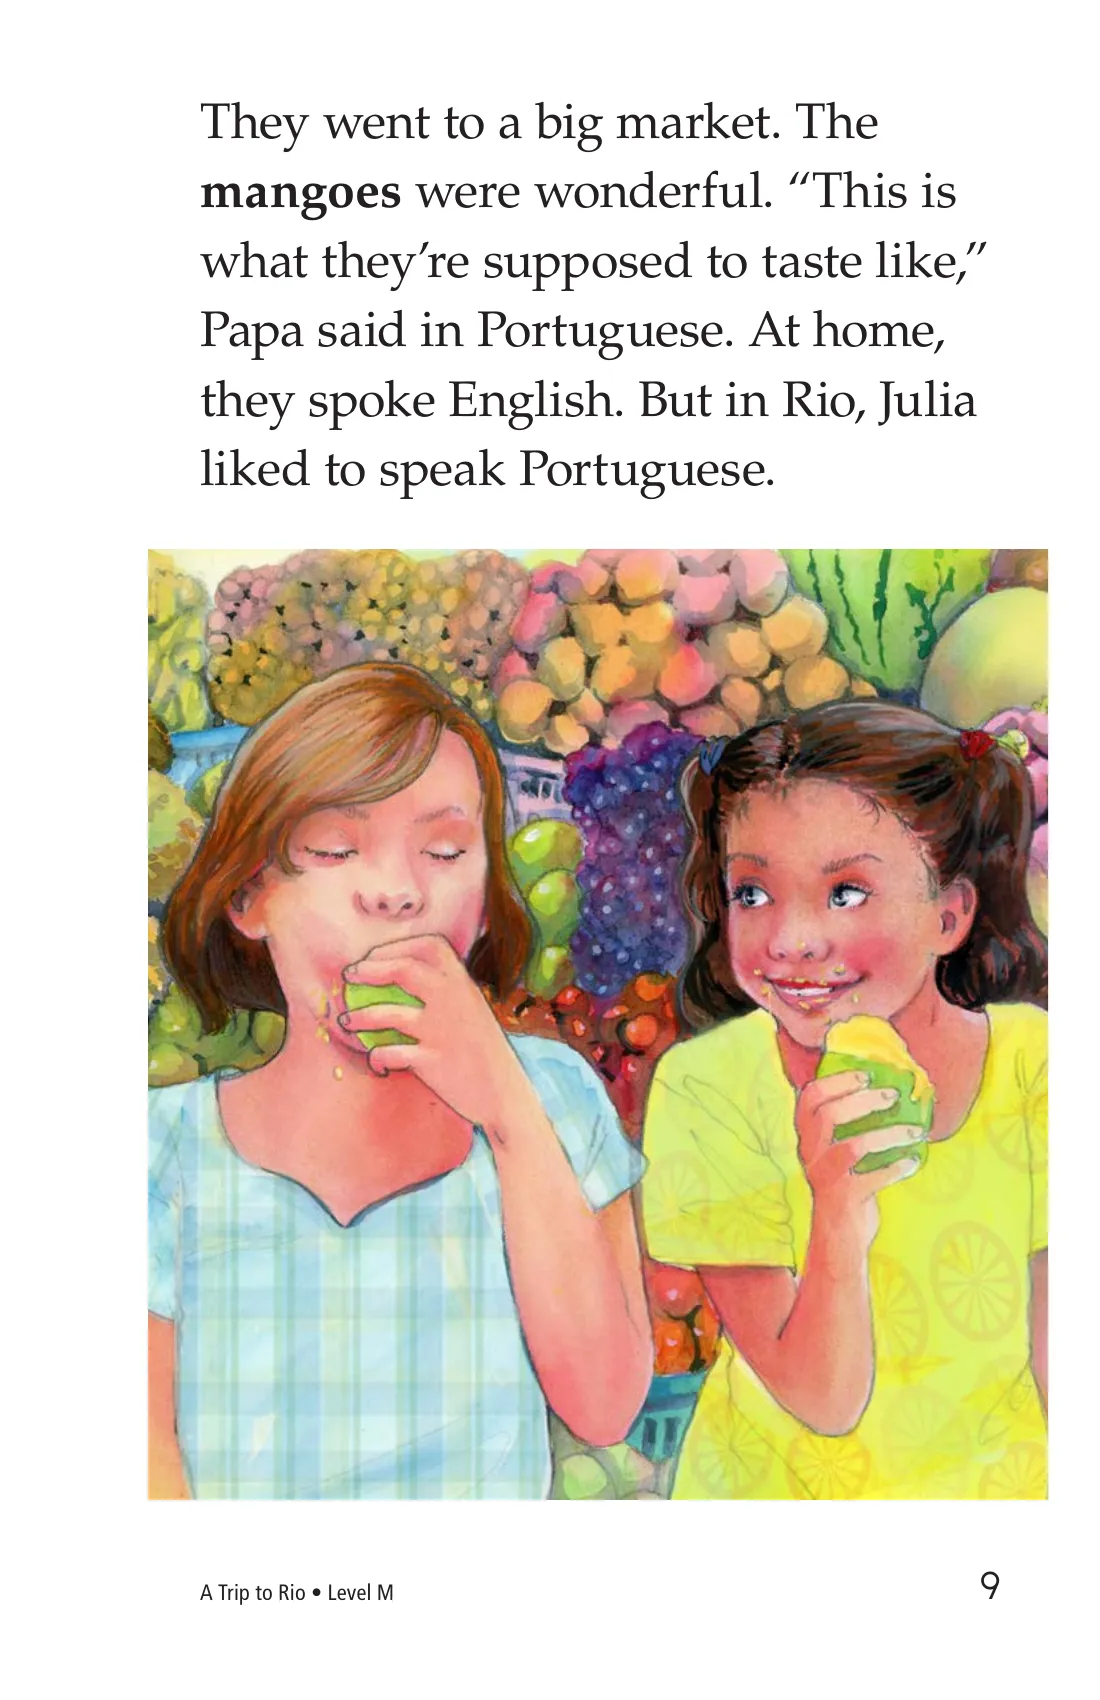 They went to a big market. The
mangoes were wonderful. “This is
what they’re supposed to taste like,”
Papa said in Portuguese. At home,
they spoke English. But in Rio, Julia
liked to speak Portuguese.
A Trip to Rio • Level M
9